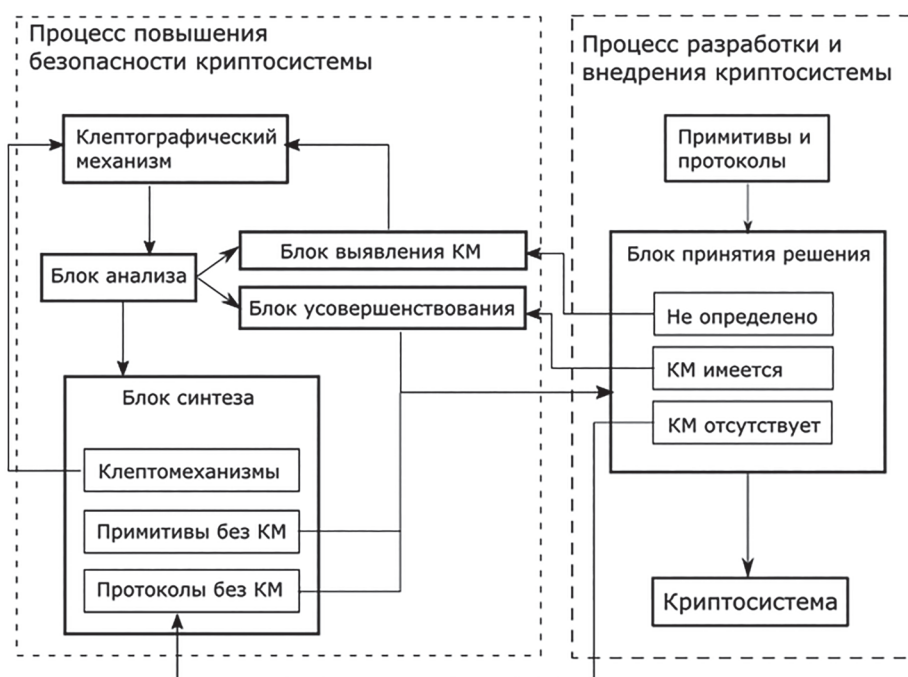 Процесс повышения
безопасности криптосистемы
Клептографический
механизм
Блок анализа
Блок выявления КМ
Блок усовершенствования
Блок синтеза
Клептомеханизмы
Примитивы без КМ
Протоколы без КМ
Процесс разработки и
внедрения криптосистемы
Примитивы и
протоколы
Блок принятия решения
Не определено
КМ имеется
КМ отсутствует
Криптосистема